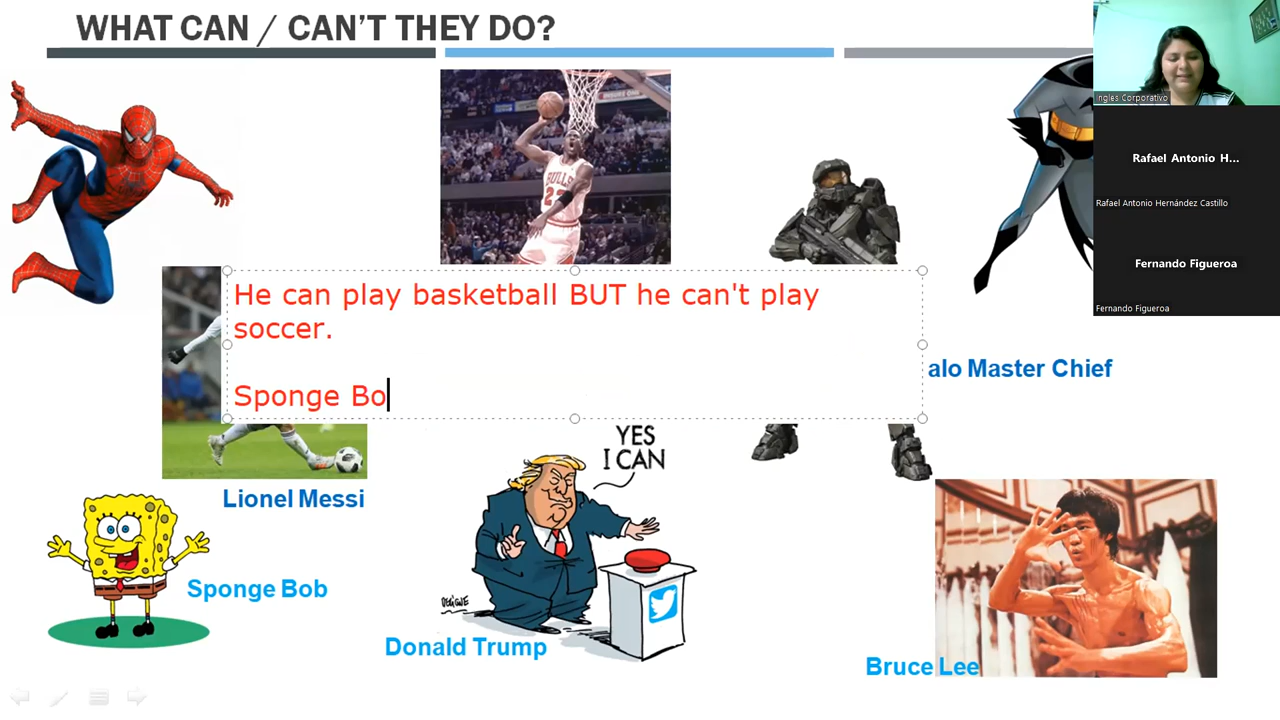 WHAT CAN / CAN'T THEY DO?
Ingles Corporativo
Rafael Antonio H...
Rafael Antonio Hernández Castillo
Fernando Figueroa
Fernando Figueroa
BULLS
He can play basketball BUT he can't play
soccer.
Sponge Bo
alo Master Chief
YES
I CAN
Lionel Messi
Sponge Bob
Donald Trump
Bruce Lee